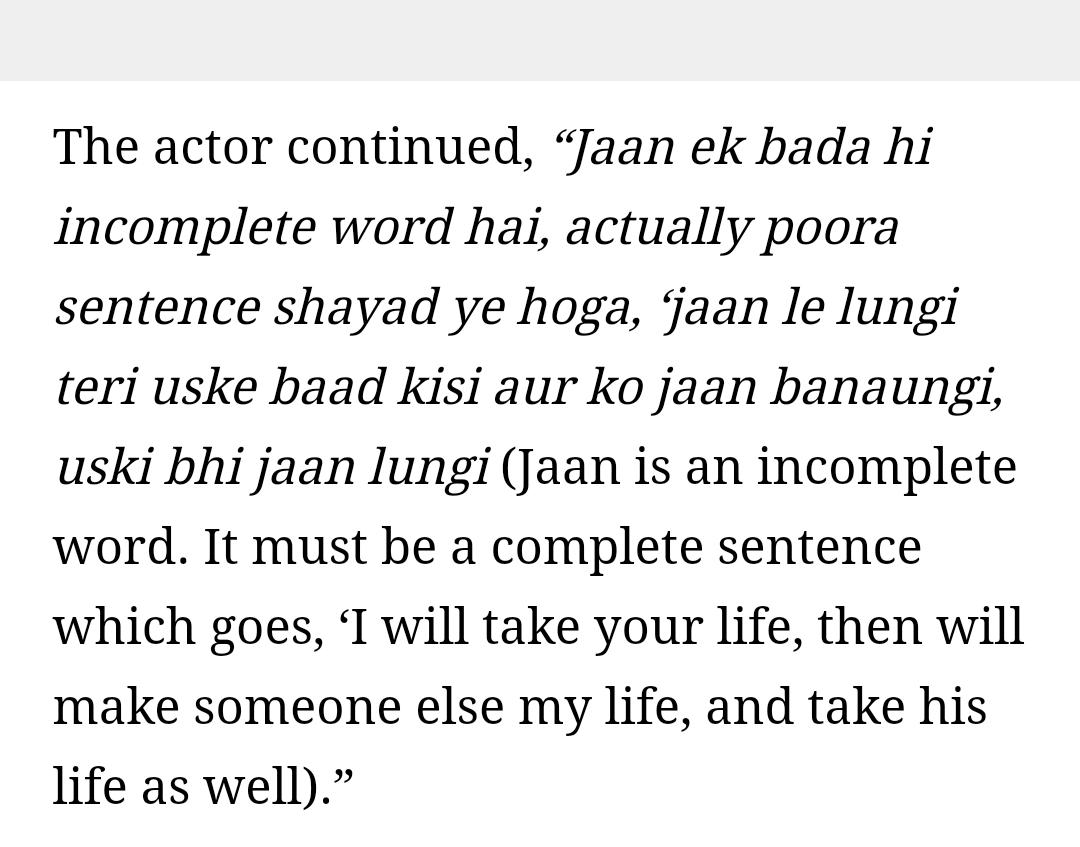 The actor continued, “Jaan ek bada hi
incomplete word hai, actually poora
sentence shayad ye hoga, ‘jaan le lungi
teri uske baad kisi aur ko jaan banaungi,
uski bhi jaan lungi (Jaan is an incomplete
word. It must be a complete sentence
which goes, ‘I will take your life, then will
make someone else my life, and take his
life as well).”